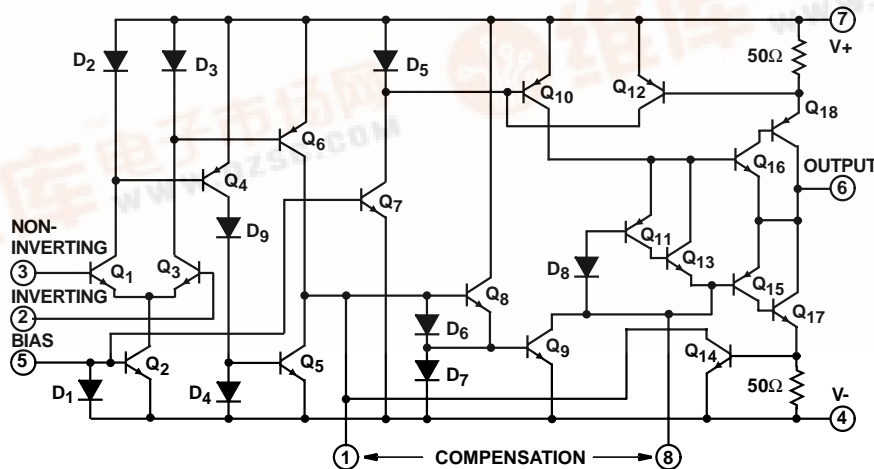 7
V+
50Ω
D2
D3
D5
Q10
Q12
Q18
Q6
Q16
OUTPUT
6
Q4
Q7
D9
NON-
INVERTING
3
Q1
Q3
Q11
Q13
D8
INVERTING
2
Q8
Q15
Q17
BIAS
5
Q2
D6
D7
Q9
Q14
D1
D4
Q5
50Ω
V-
4
1
COMPENSATION
8